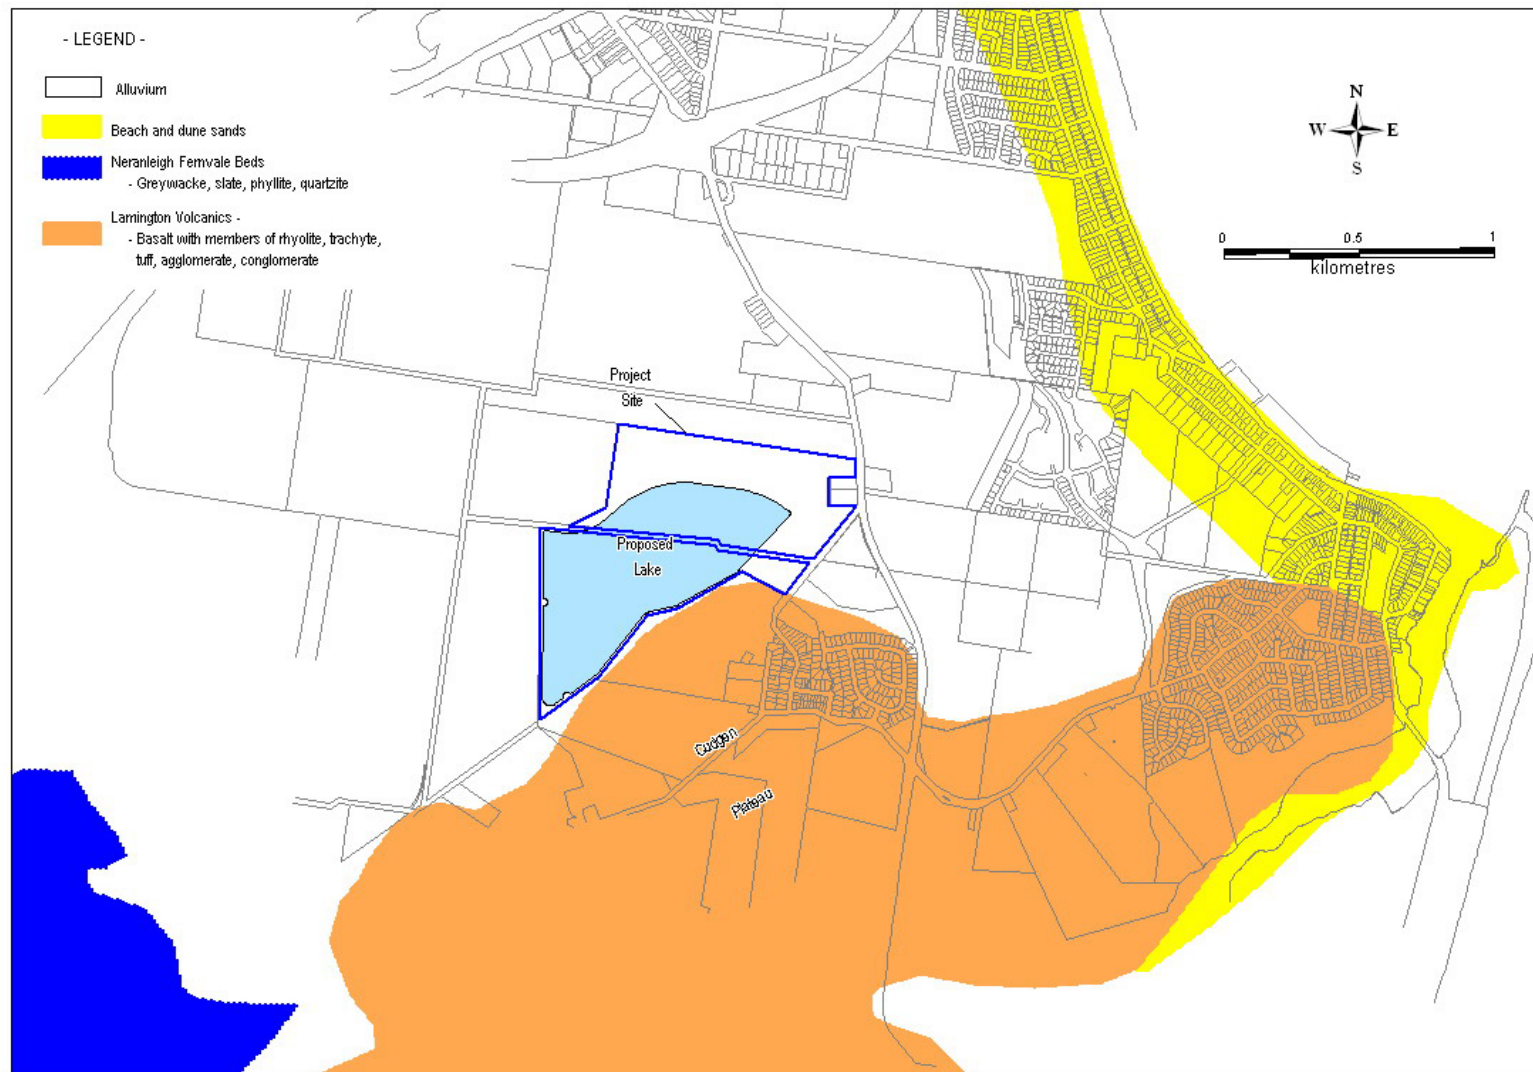 - LEGEND -
Alluvium
Beach and dune sands
Neranleigh Fernvale Beds
- Greywacke, slate, phyllite, quartzite
Lamington Volcanics -
- Basalt with members of rhyolite, trachyte,
tuff, agglomerate, conglomerate
N
W E
S
0 0.5 1
kilometres
Project
Site
Proposed
Lake
Cudgen
Plateau